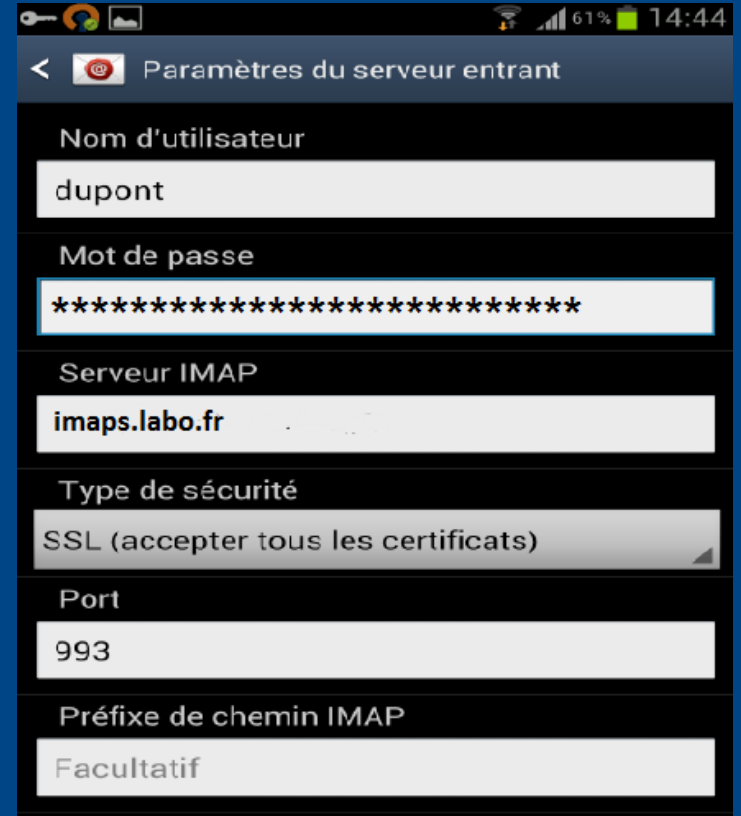 61% 14:44
< Paramètres du serveur entrant
Nom d'utilisateur
dupont
Mot de passe
***************************
Serveur IMAP
imaps.labo.fr
Type de sécurité
SSL (accepter tous les certificats)
Port
993
Préfixe de chemin IMAP
Facultatif